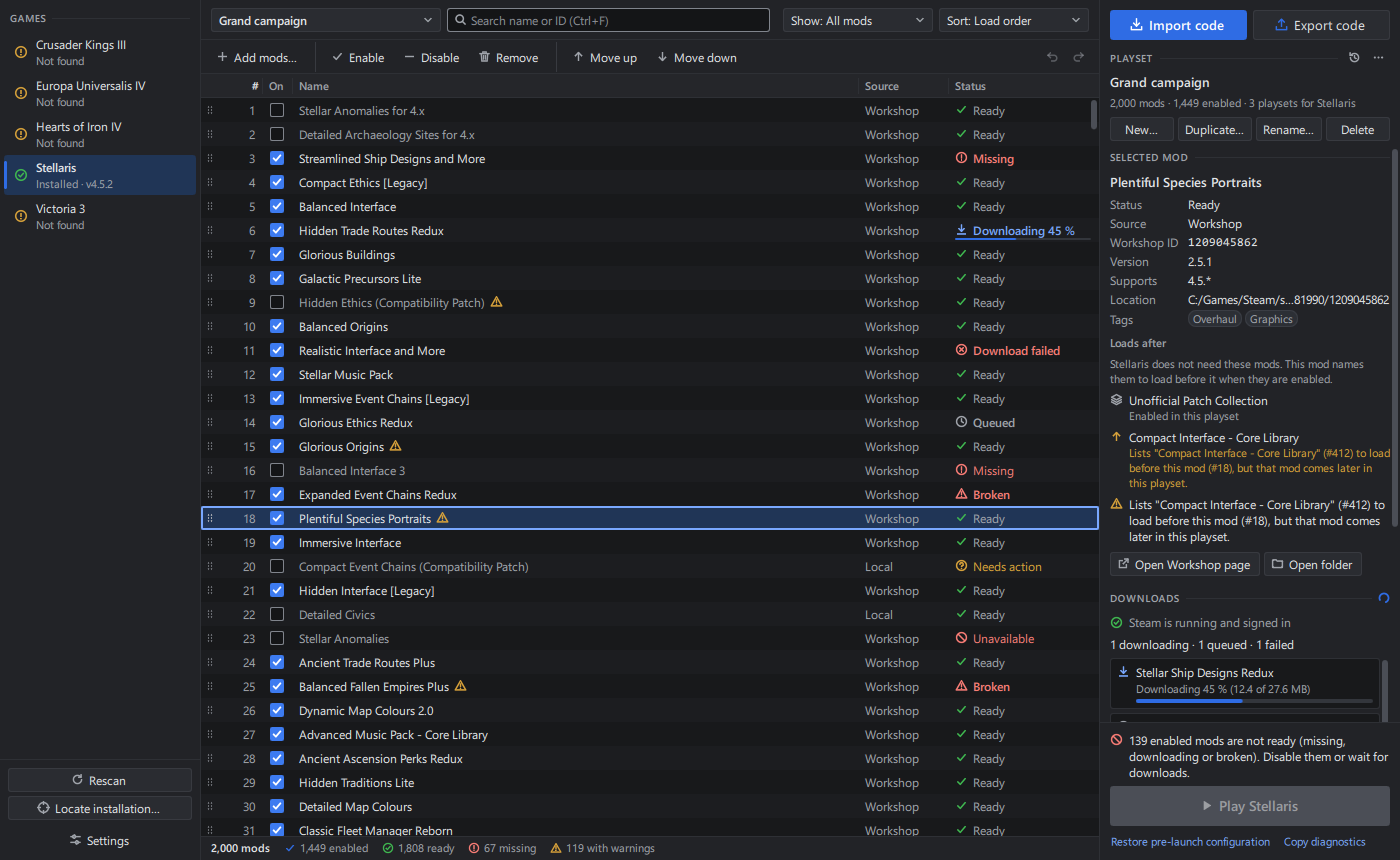 GAMES
Crusader Kings III
Not found
Europa Universalis IV
Not found
Hearts of Iron IV
Not found
Stellaris
Installed · v4.5.2
Victoria 3
Not found
Rescan
Locate installation...
Settings
Grand campaign
Search name or ID (Ctrl+F)
Show: All mods
Sort: Load order
Add mods...
Enable
Disable
Remove
Move up
Move down
# On Name Source Status
1 Stellar Anomalies for 4.x Workshop Ready
2 Detailed Archaeology Sites for 4.x Workshop Ready
3 Streamlined Ship Designs and More Workshop Missing
4 Compact Ethics [Legacy] Workshop Ready
5 Balanced Interface Workshop Ready
6 Hidden Trade Routes Redux Workshop Downloading 45 %
7 Glorious Buildings Workshop Ready
8 Galactic Precursors Lite Workshop Ready
9 Hidden Ethics (Compatibility Patch) Workshop Ready
10 Balanced Origins Workshop Ready
11 Realistic Interface and More Workshop Download failed
12 Stellar Music Pack Workshop Ready
13 Immersive Event Chains [Legacy] Workshop Ready
14 Glorious Ethics Redux Workshop Queued
15 Glorious Origins Workshop Ready
16 Balanced Interface 3 Workshop Missing
17 Expanded Event Chains Redux Workshop Broken
18 Plentiful Species Portraits Workshop Ready
19 Immersive Interface Workshop Ready
20 Compact Event Chains (Compatibility Patch) Local Needs action
21 Hidden Interface [Legacy] Workshop Ready
22 Detailed Civics Local Ready
23 Stellar Anomalies Workshop Unavailable
24 Ancient Trade Routes Plus Workshop Ready
25 Balanced Fallen Empires Plus Workshop Broken
26 Dynamic Map Colours 2.0 Workshop Ready
27 Advanced Music Pack - Core Library Workshop Ready
28 Ancient Ascension Perks Redux Workshop Ready
29 Hidden Traditions Lite Workshop Ready
30 Detailed Map Colours Workshop Ready
31 Classic Fleet Manager Reborn Workshop Ready
2,000 mods 1,449 enabled 1,808 ready 67 missing 119 with warnings
Import code
Export code
PLAYSET
Grand campaign
2,000 mods · 1,449 enabled · 3 playsets for Stellaris
New...
Duplicate...
Rename...
Delete
SELECTED MOD
Plentiful Species Portraits
Status Ready
Source Workshop
Workshop ID 1209045862
Version 2.5.1
Supports 4.5.*
Location C:/Games/Steam/s...81990/1209045862
Tags Overhaul Graphics
Loads after
Stellaris does not need these mods. This mod names
them to load before it when they are enabled.
Unofficial Patch Collection
Enabled in this playset
Compact Interface - Core Library
Lists "Compact Interface - Core Library" (#412) to load
before this mod (#18), but that mod comes later in
this playset.
Lists "Compact Interface - Core Library" (#412) to
load before this mod (#18), but that mod comes
later in this playset.
Open Workshop page
Open folder
DOWNLOADS
Steam is running and signed in
1 downloading · 1 queued · 1 failed
Stellar Ship Designs Redux
Downloading 45 % (12.4 of 27.6 MB)
139 enabled mods are not ready (missing,
downloading or broken). Disable them or wait for
downloads.
Play Stellaris
Restore pre-launch configuration
Copy diagnostics